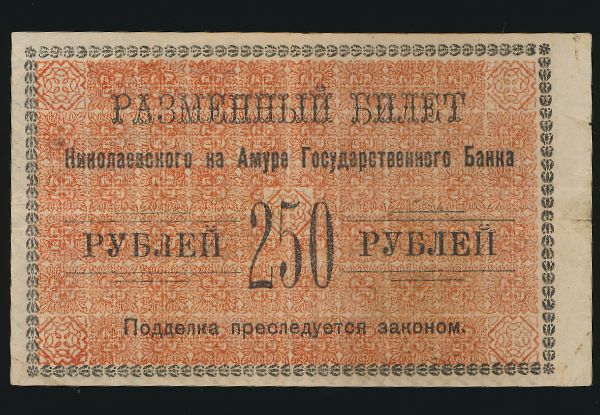 РАЗМЕННЫЙ БИЛЕТ
Николаевского на Амуре Государственного Банка
РУБЛЕЙ 250 РУБЛЕЙ
Подделка преследуется законом.